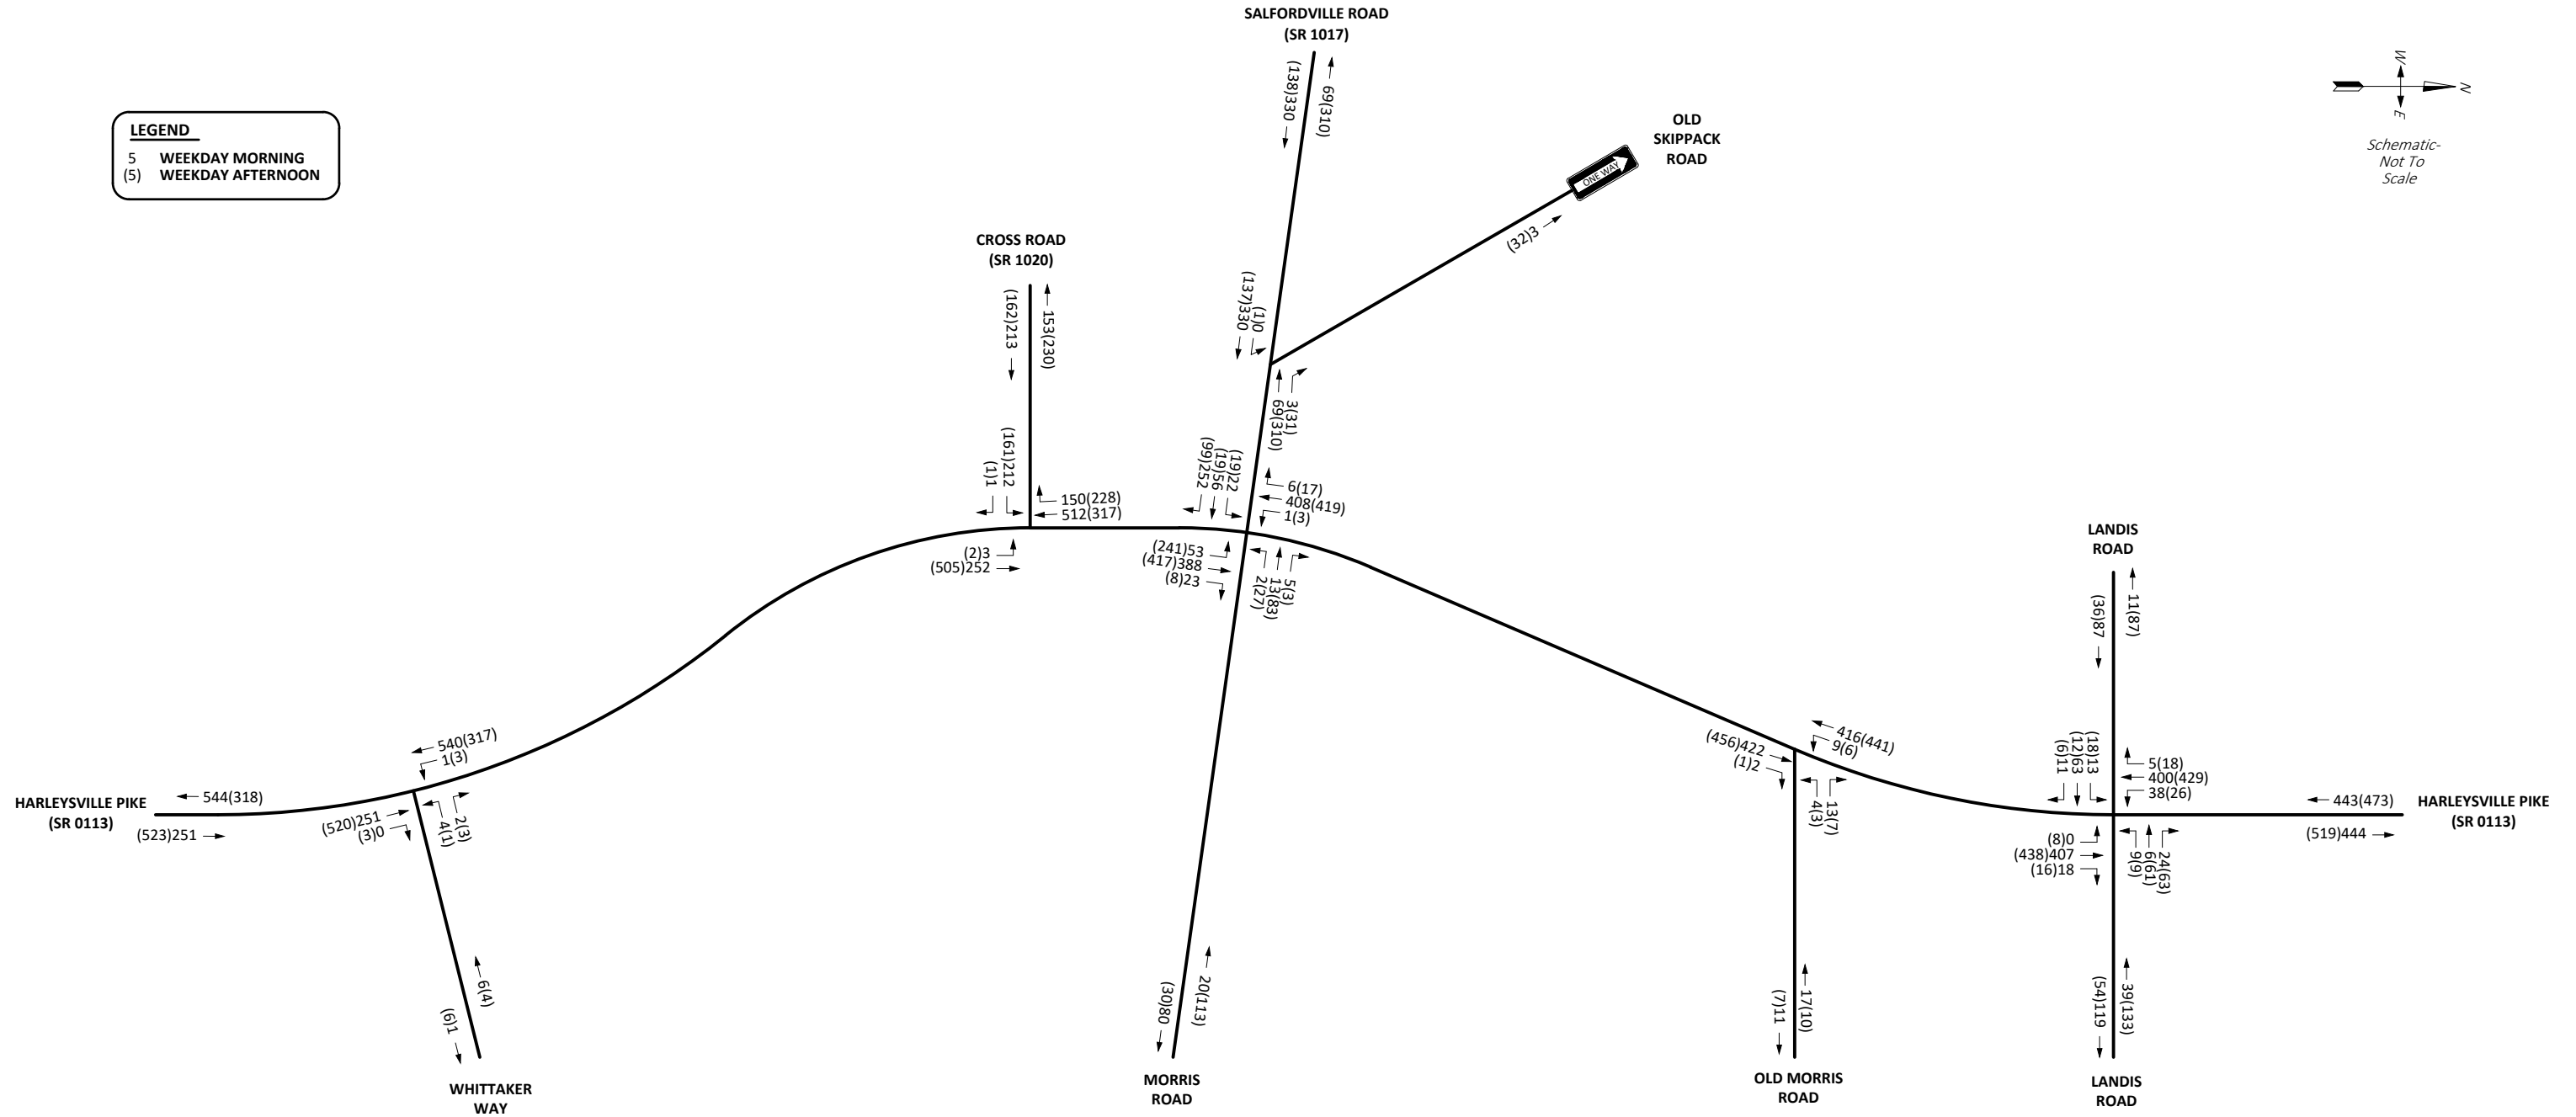 SALFORDVILLE ROAD
(SR 1017)
(138)330
69(310)
LEGEND
5 WEEKDAY MORNING
(5) WEEKDAY AFTERNOON
W
N
E
Schematic-
Not To
Scale
OLD
SKIPPACK
ROAD
ONE WAY
(32)3
CROSS ROAD
(SR 1020)
(162)213
153(230)
(161)212
(1)1
150(228)
512(317)
(2)3
(505)252
(1)0
(137)330
3(31)
69(310)
(19)22
(19)56
(99)252
6(17)
408(419)
1(3)
(241)53
(417)388
(8)23
5(3)
13(83)
2(27)
LANDIS
ROAD
(36)87
11(87)
540(317)
1(3)
HARLEYSVILLE PIKE
(SR 0113)
544(318)
(523)251
(520)251
(3)0
2(3)
4(1)
6(4)
(6)1
WHITTAKER
WAY
20(113)
(30)80
MORRIS
ROAD
416(441)
9(6)
(456)422
(1)2
13(7)
4(3)
17(10)
(7)11
OLD MORRIS
ROAD
(18)13
(12)63
(6)11
5(18)
400(429)
38(26)
(8)0
(438)407
(16)18
24(63)
6(61)
9(9)
443(473)
(519)444
HARLEYSVILLE PIKE
(SR 0113)
39(133)
(54)119
LANDIS
ROAD